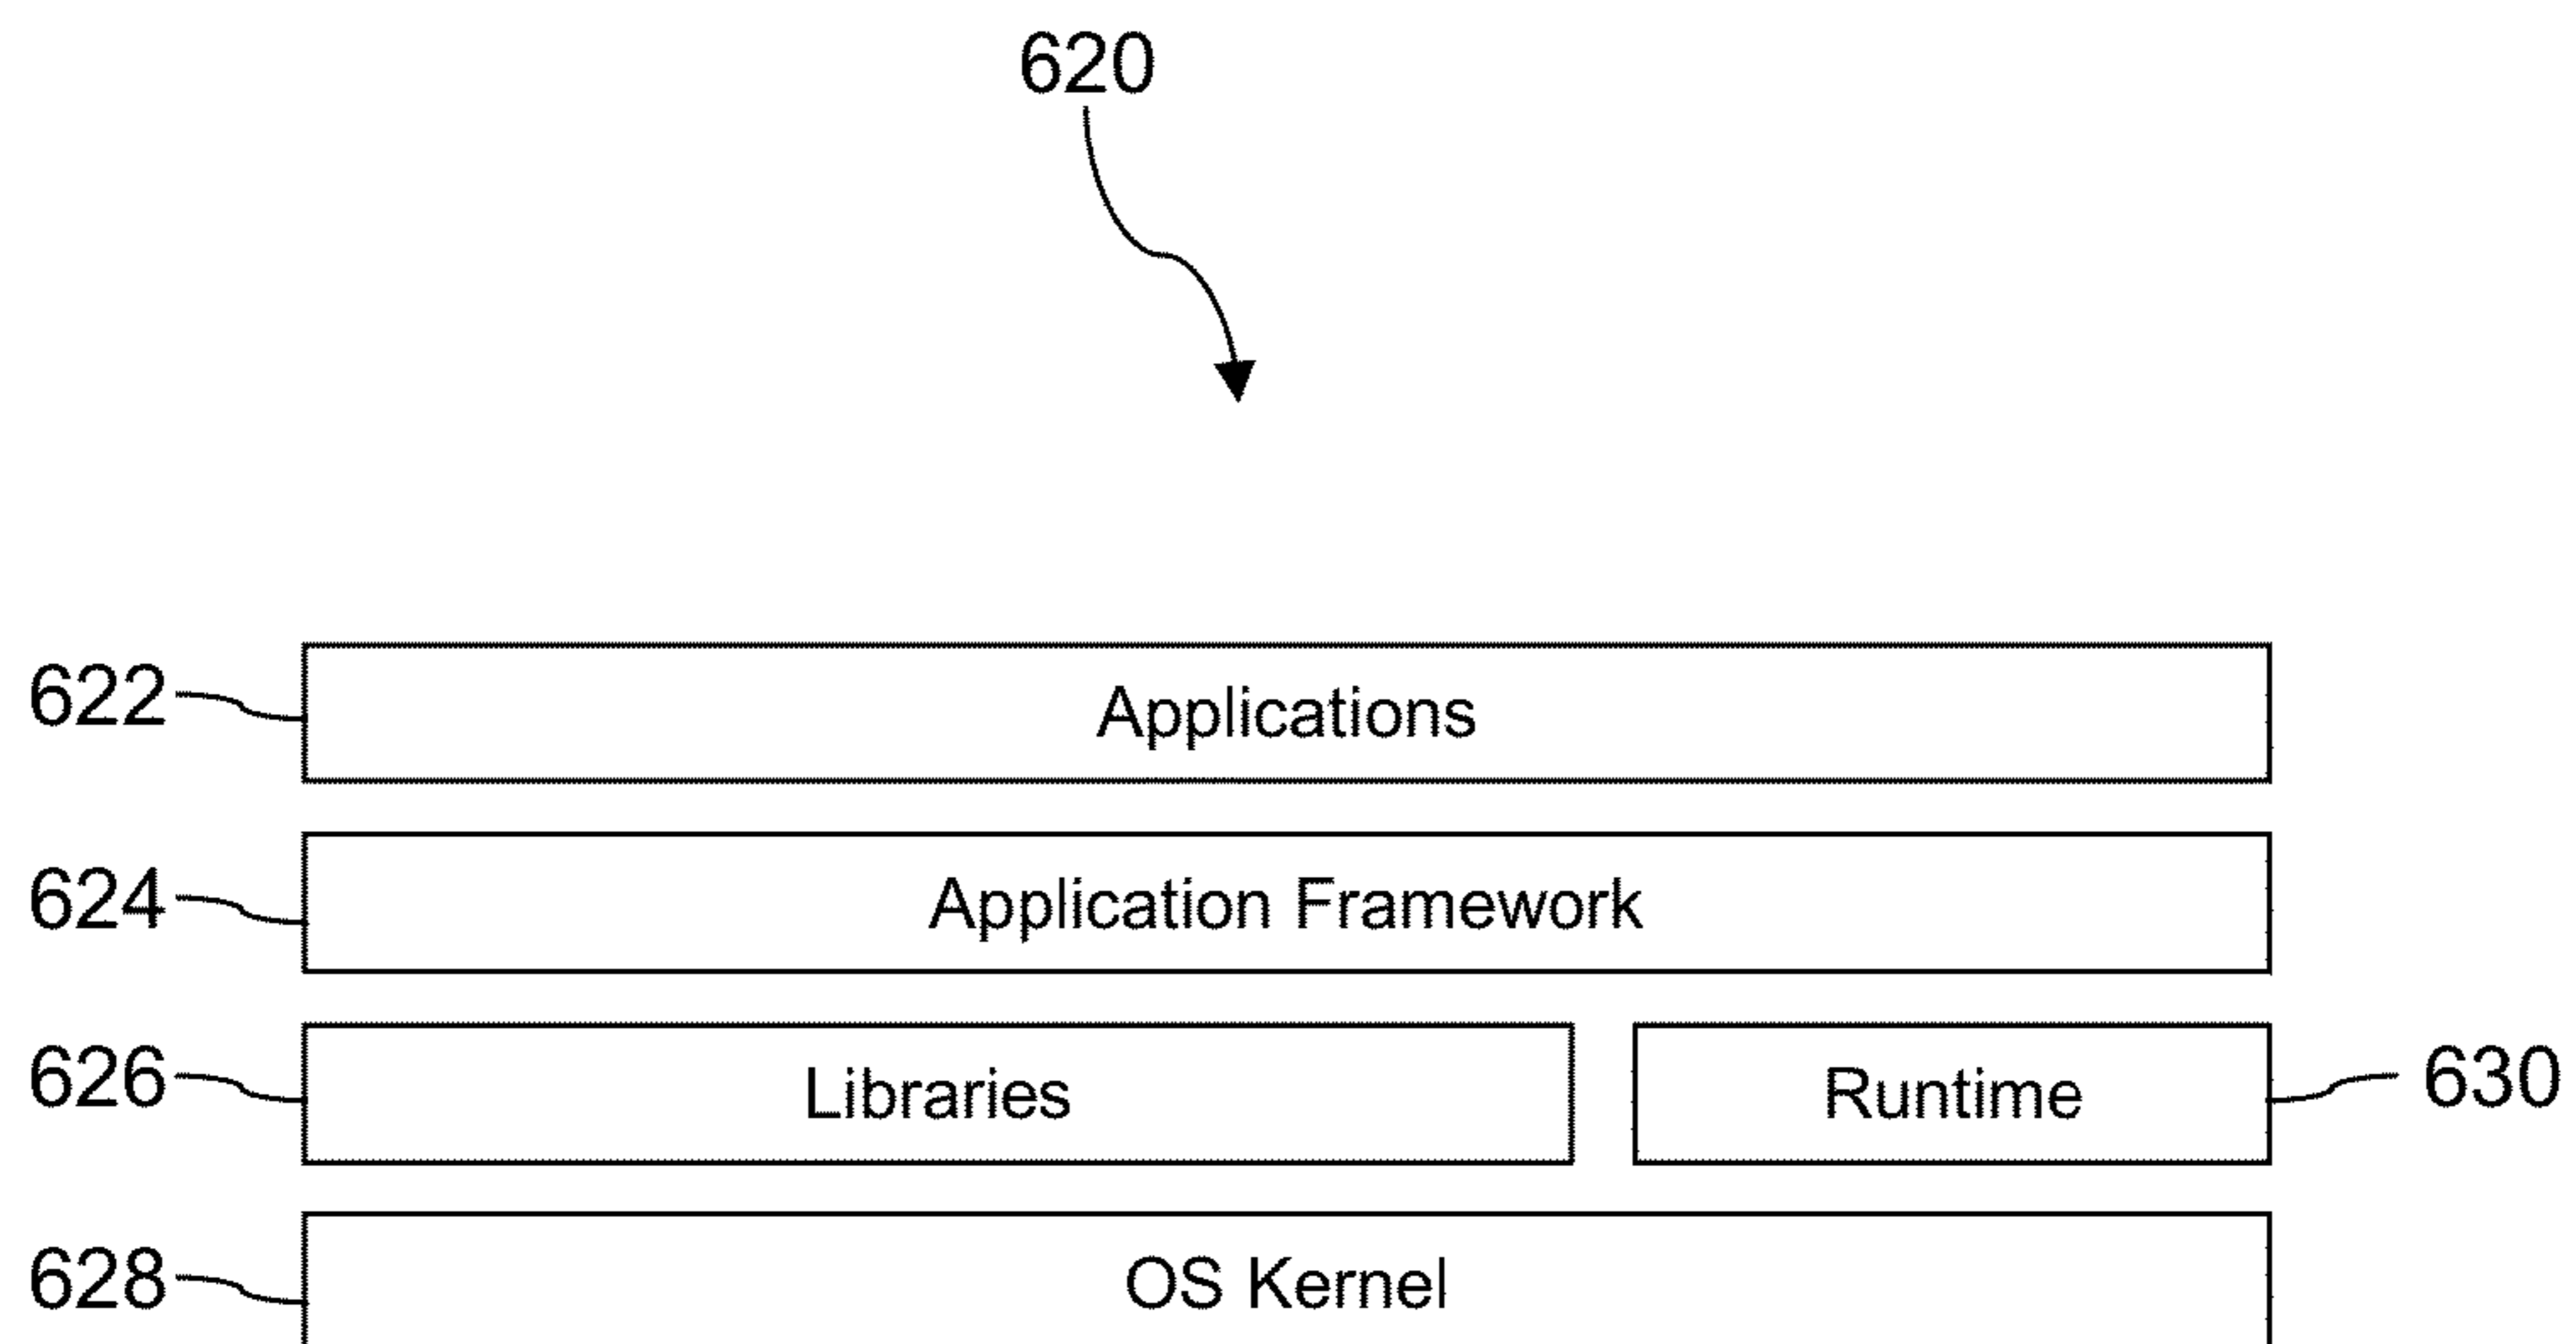 620
622 Applications
624 Application Framework
626 Libraries Runtime 630
628 OS Kernel